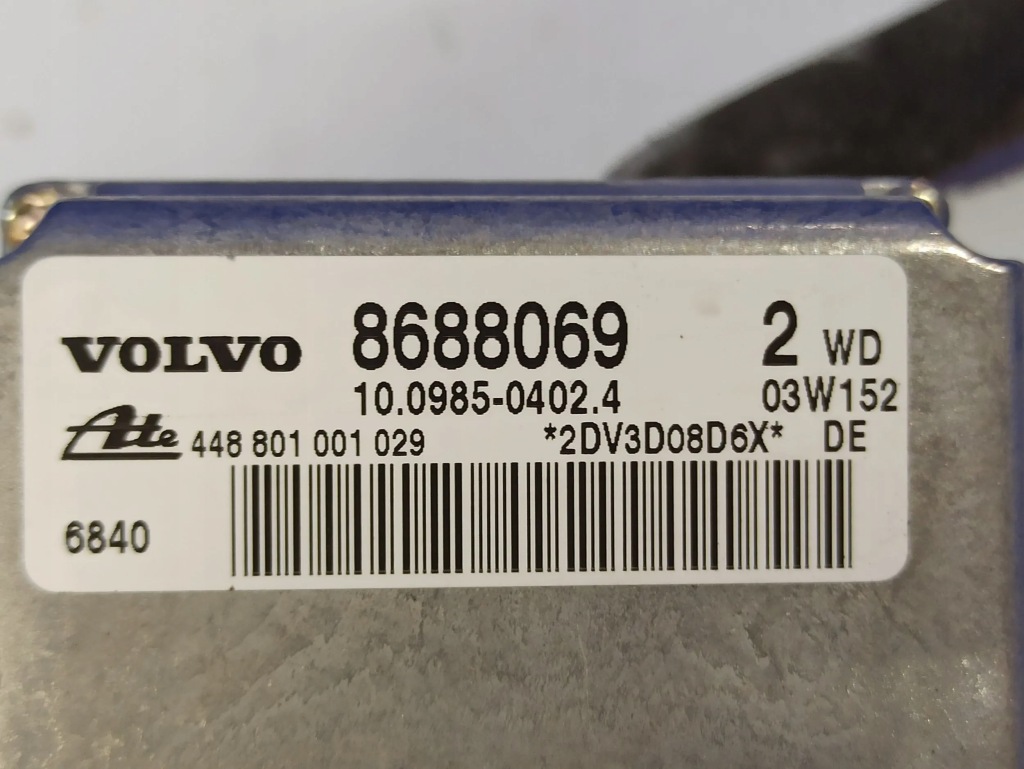 VOLVO 8688069 2 WD
10.0985-0402.4 03W152
Ate 448 801 001 029 *2DV3D08D6X* DE
6840